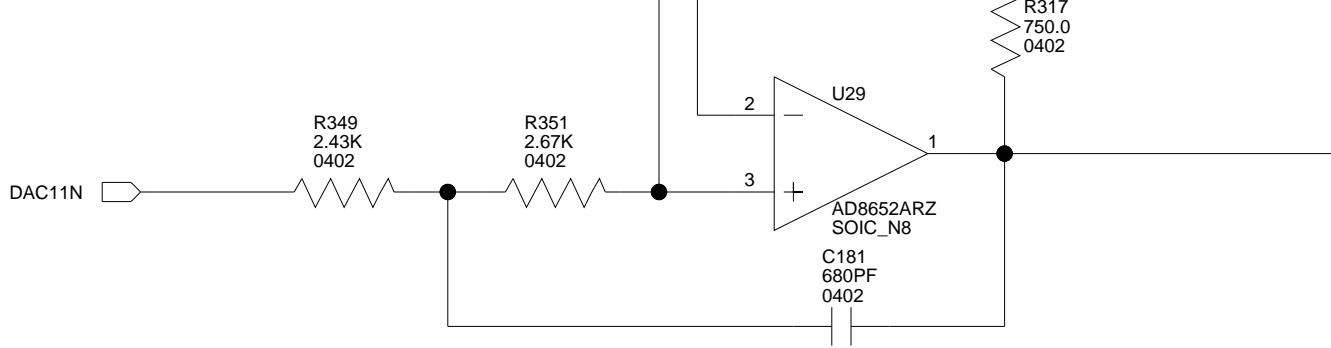 R317
750.0
0402
U29
2
R349
2.43K
0402
R351
2.67K
0402
1
3
DAC11N
AD8652ARZ
SOIC_N8
C181
680PF
0402